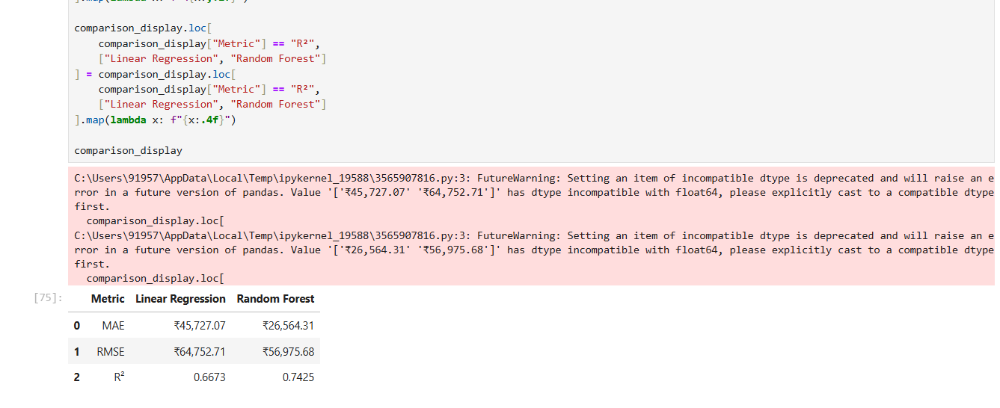 comparison_display.loc[
    comparison_display["Metric"] == "R²",
    ["Linear Regression", "Random Forest"]
] = comparison_display.loc[
    comparison_display["Metric"] == "R²",
    ["Linear Regression", "Random Forest"]
].map(lambda x: f"{x:.4f}")
comparison_display
C:\Users\91957\AppData\Local\Temp\ipykernel_19588\3565907816.py:3: FutureWarning: Setting an item of incompatible dtype is deprecated and will raise an e
rror in a future version of pandas. Value '['₹45,727.07' '₹64,752.71']' has dtype incompatible with float64, please explicitly cast to a compatible dtype
first.
  comparison_display.loc[
C:\Users\91957\AppData\Local\Temp\ipykernel_19588\3565907816.py:3: FutureWarning: Setting an item of incompatible dtype is deprecated and will raise an e
rror in a future version of pandas. Value '['₹26,564.31' '₹56,975.68']' has dtype incompatible with float64, please explicitly cast to a compatible dtype
first.
  comparison_display.loc[
[75]: Metric Linear Regression Random Forest
0 MAE ₹45,727.07 ₹26,564.31
1 RMSE ₹64,752.71 ₹56,975.68
2 R² 0.6673 0.7425